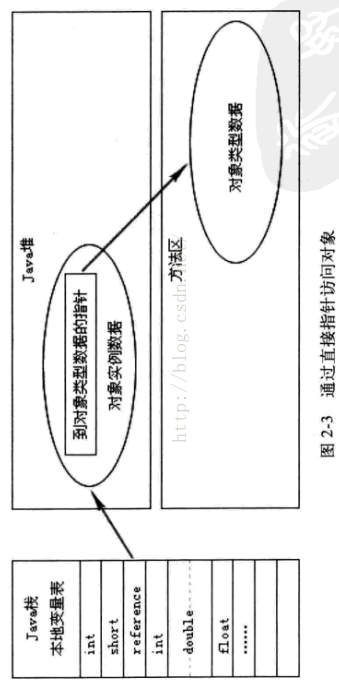 Java栈
本地变量表
int
short
reference
int
double
float
......
Java堆
到对象类型数据的指针
对象实例数据
方法区
对象类型数据
http://blog.csdn.
图 2-3 通过直接指针访问对象